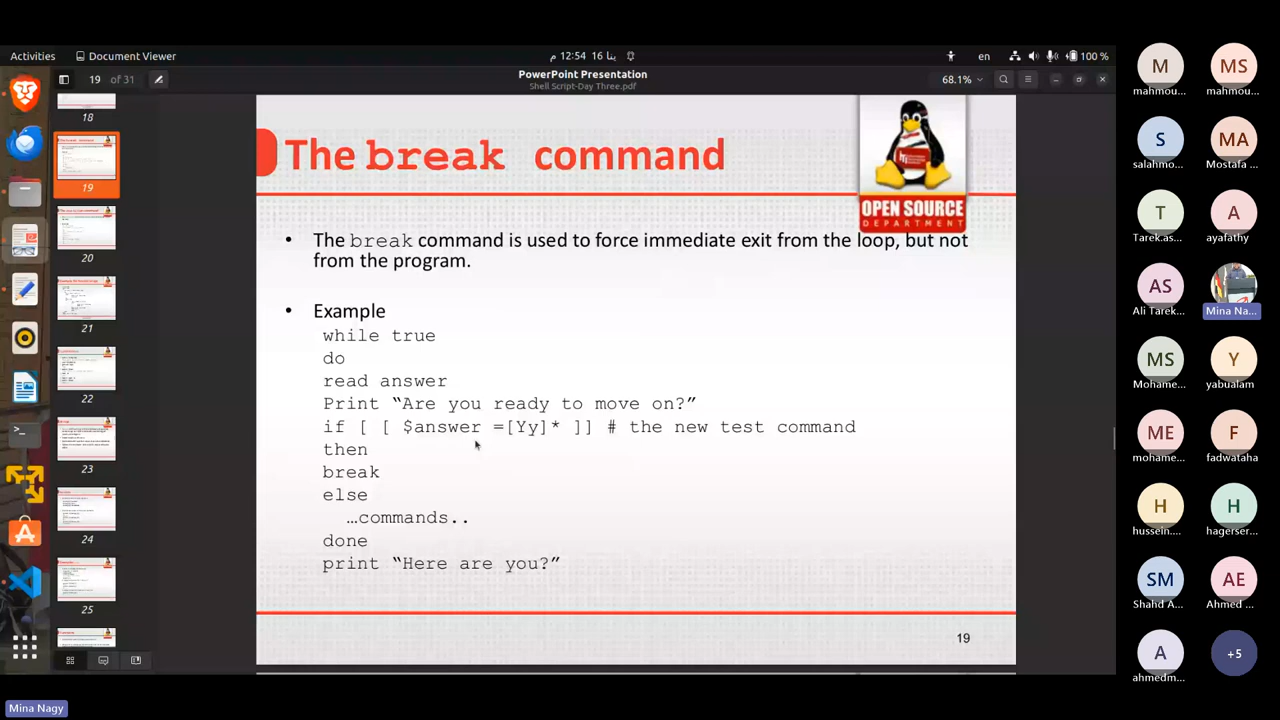 Activities
Document Viewer
م 12:54 16 ينا
en
100 %
19 of 31
PowerPoint Presentation
Shell Script-Day Three.pdf
68.1%
18
19
20
21
22
23
24
25
The break command
OPEN SOURCE
DEPARTMENT
• The break command is used to force immediate exit from the loop, but not
from the program.
• Example
while true
do
read answer
Print “Are you ready to move on?”
if [ [ $answer = [Yy]* ]] # the new test command
then
break
else
…commands..
done
print “Here are you?”
19
M
mahmou...
MS
mahmou...
S
salahmo...
MA
Mostafa ...
T
Tarek.as...
A
ayafathy
AS
Ali Tarek...
Mina Na...
MS
Mohame...
Y
yabualam
ME
mohame...
F
fadwataha
H
hussein....
H
hagerser...
SM
Shahd A...
AE
Ahmed ...
A
ahmedm...
+5
Mina Nagy